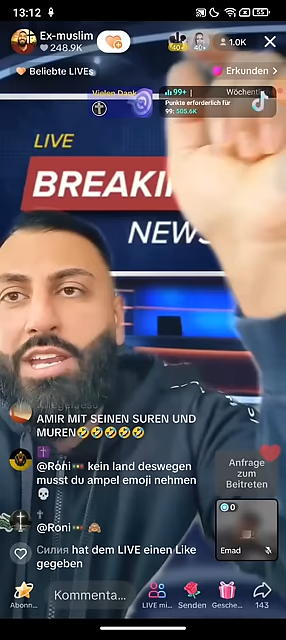 13:12
55
Ex-muslim
248.9K
40+
40+
1.0K
Beliebte LIVEs
Erkunden
Vielen Dank
99+
Wöchentl
Punkte erforderlich für
99: 505.6K
LIVE
BREAKI
NEWS
AMIR MIT SEINEN SUREN UND
MUREN🤣🤣🤣🤣🤣
@Roni kein land deswegen
musst du ampel emoji nehmen
💀
@Roni 🙈
Силия hat dem LIVE einen Like
gegeben
Anfrage
zum
Beitreten
0
Emad
Abonn...
Kommenta...
LIVE mi...
Senden
Gesche...
143